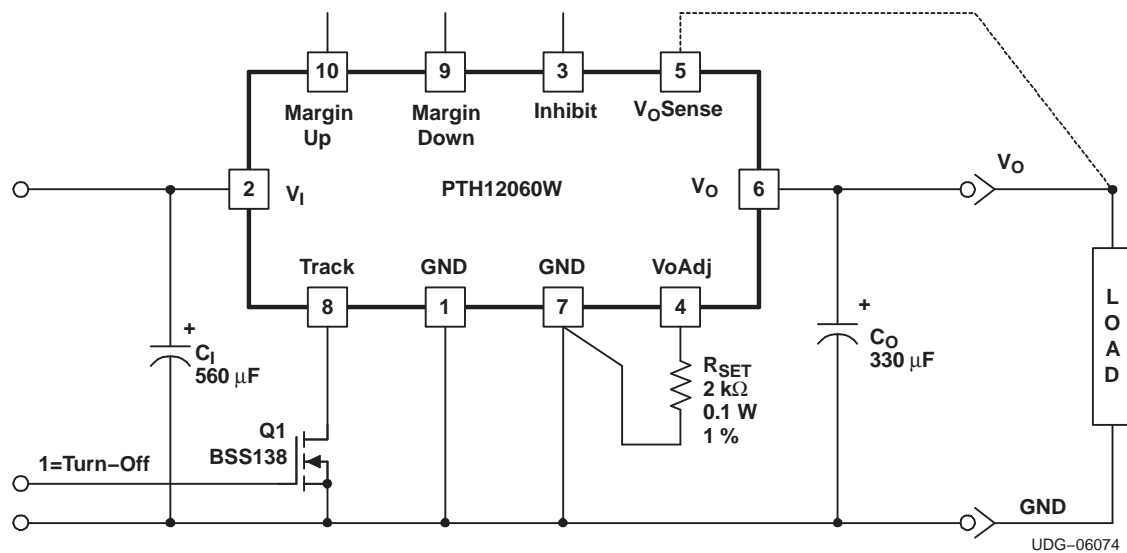 10
9
3
5
Margin
Up
Margin
Down
Inhibit
VOSense
2
VI
PTH12060W
VO
6
VO
Track
GND
GND
VoAdj
8
1
7
4
+
CI
560 μF
RSET
2 kΩ
0.1 W
1 %
+
CO
330 μF
L
O
A
D
Q1
BSS138
1=Turn−Off
GND
UDG−06074